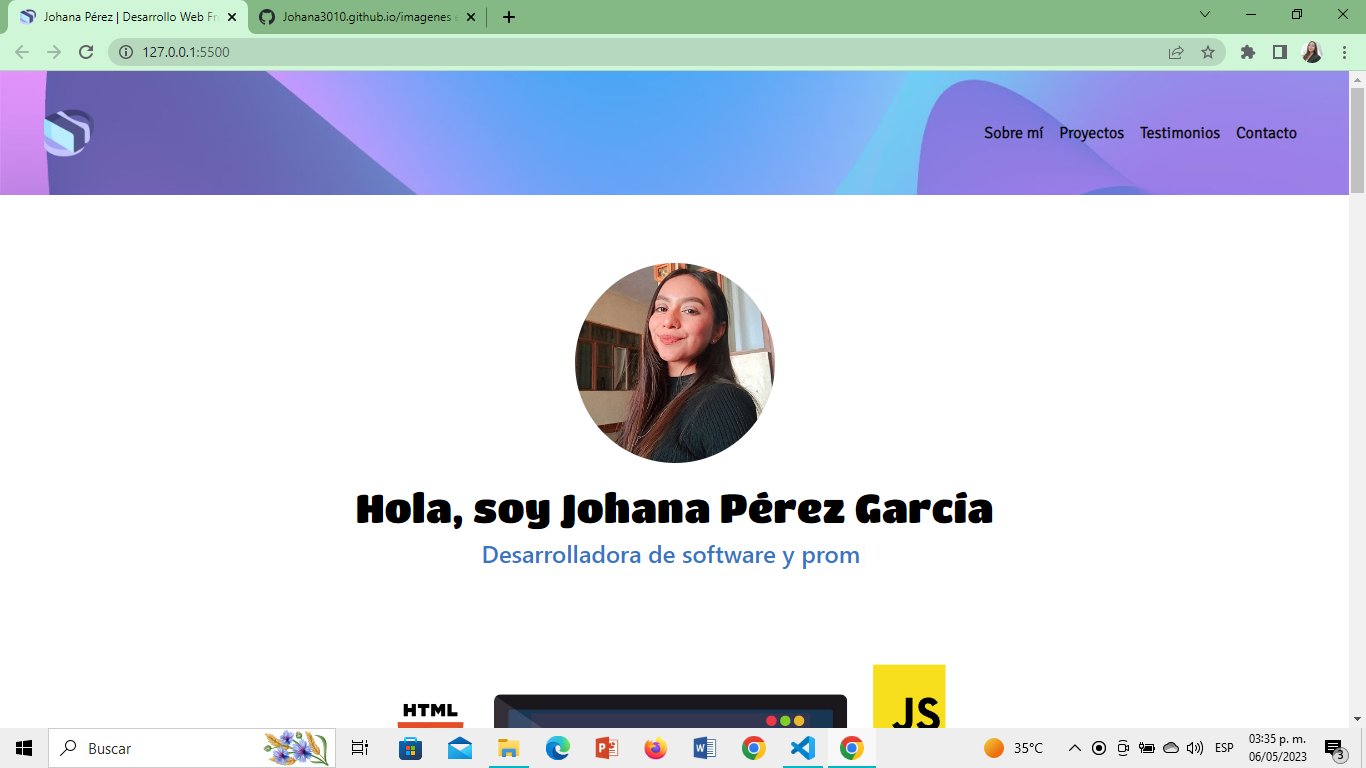 Johana Pérez | Desarrollo Web Fr
Johana3010.github.io/imagenes e
127.0.0.1:5500
Sobre mí Proyectos Testimonios Contacto
Hola, soy Johana Pérez García
Desarrolladora de software y prom
HTML
JS
Buscar
35°C
ESP
03:35 p. m.
06/05/2023
3